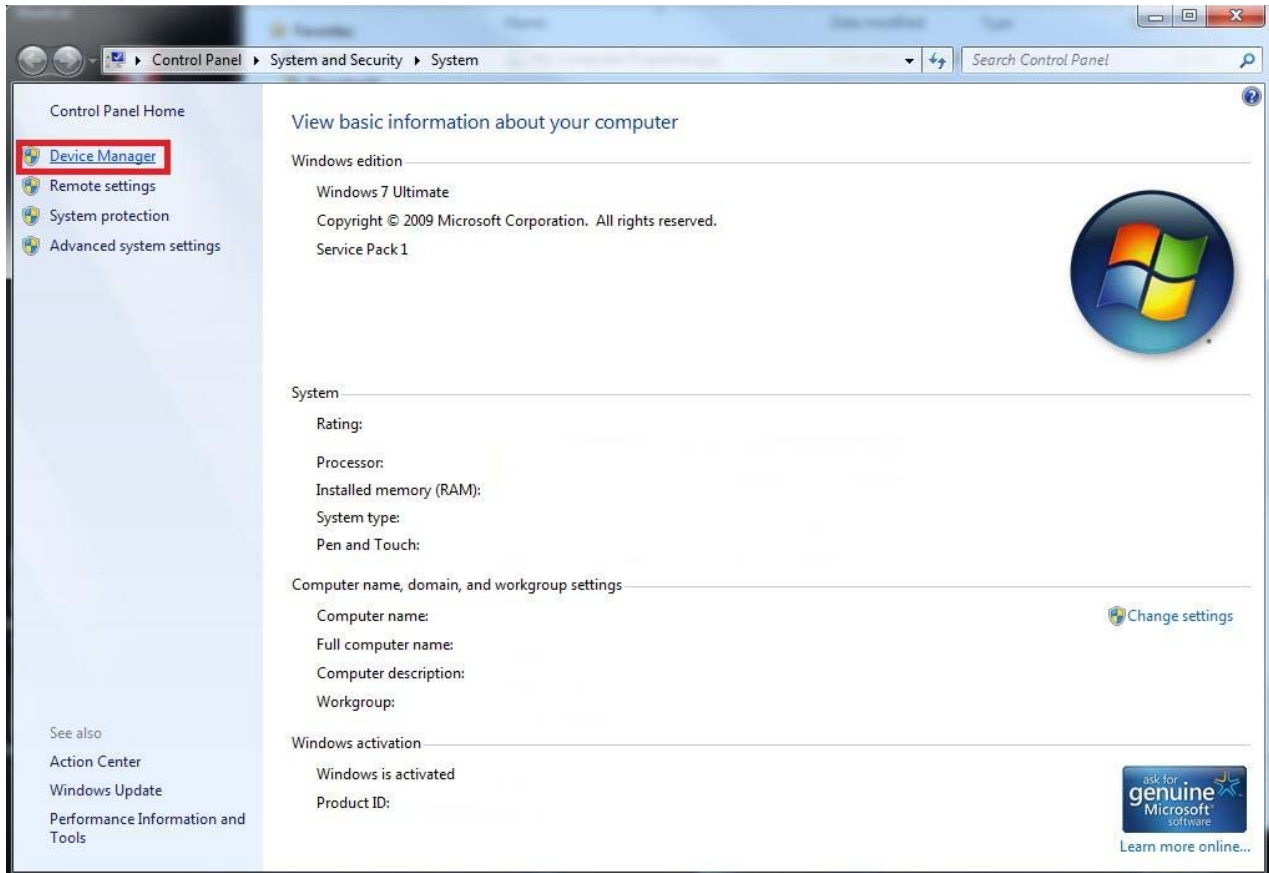 Control Panel
System and Security
System
Search Control Panel
Control Panel Home
Device Manager
Remote settings
System protection
Advanced system settings
See also
Action Center
Windows Update
Performance Information and
Tools
View basic information about your computer
Windows edition
Windows 7 Ultimate
Copyright © 2009 Microsoft Corporation. All rights reserved.
Service Pack 1
System
Rating:
Processor:
Installed memory (RAM):
System type:
Pen and Touch:
Computer name, domain, and workgroup settings
Computer name:
Change settings
Full computer name:
Computer description:
Workgroup:
Windows activation
Windows is activated
Product ID:
ask for
genuine
Microsoft
software
Learn more online...